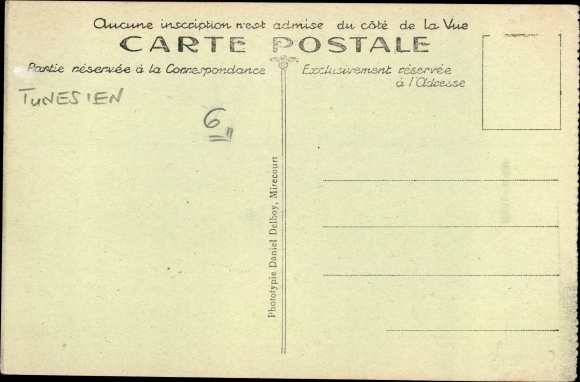 Aucune inscription n'est admise du côté de la Vue
CARTE POSTALE
Partie réservée à la Correspondance
Exclusivement réservée
à l'Adresse
TUNESIEN
6
Phototypie Daniel Delboy, Mirecourt